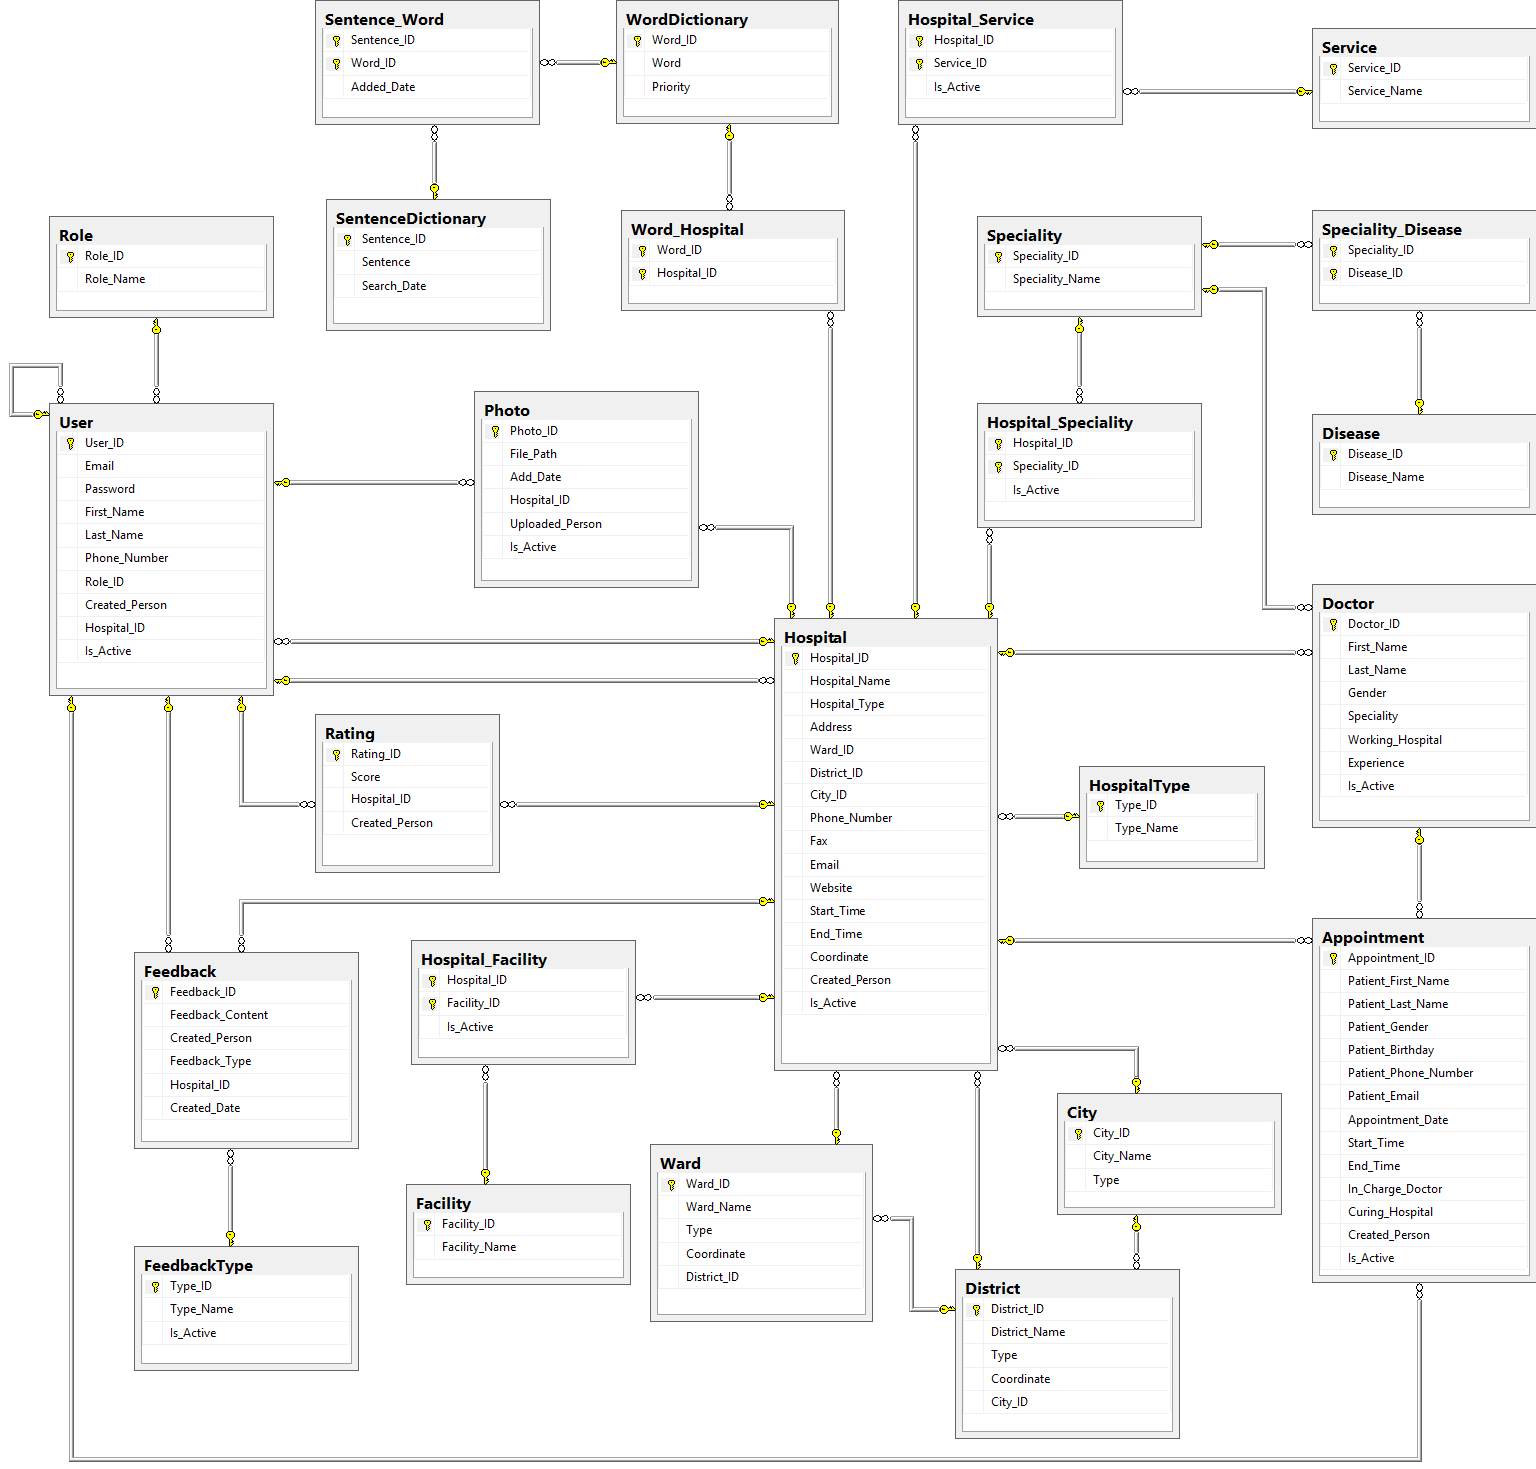 Sentence_Word
Sentence_ID
Word_ID
Added_Date
WordDictionary
Word_ID
Word
Priority
Hospital_Service
Hospital_ID
Service_ID
Is_Active
Service
Service_ID
Service_Name
Role
Role_ID
Role_Name
SentenceDictionary
Sentence_ID
Sentence
Search_Date
Word_Hospital
Word_ID
Hospital_ID
Speciality
Speciality_ID
Speciality_Name
Speciality_Disease
Speciality_ID
Disease_ID
User
User_ID
Email
Password
First_Name
Last_Name
Phone_Number
Role_ID
Created_Person
Hospital_ID
Is_Active
Photo
Photo_ID
File_Path
Add_Date
Hospital_ID
Uploaded_Person
Is_Active
Hospital_Speciality
Hospital_ID
Speciality_ID
Is_Active
Disease
Disease_ID
Disease_Name
Doctor
Doctor_ID
First_Name
Last_Name
Gender
Speciality
Working_Hospital
Experience
Is_Active
Hospital
Hospital_ID
Hospital_Name
Hospital_Type
Address
Ward_ID
District_ID
City_ID
Phone_Number
Fax
Email
Website
Start_Time
End_Time
Coordinate
Created_Person
Is_Active
Rating
Rating_ID
Score
Hospital_ID
Created_Person
HospitalType
Type_ID
Type_Name
Feedback
Feedback_ID
Feedback_Content
Created_Person
Feedback_Type
Hospital_ID
Created_Date
Hospital_Facility
Hospital_ID
Facility_ID
Is_Active
Appointment
Appointment_ID
Patient_First_Name
Patient_Last_Name
Patient_Gender
Patient_Birthday
Patient_Phone_Number
Patient_Email
Appointment_Date
Start_Time
End_Time
In_Charge_Doctor
Curing_Hospital
Created_Person
Is_Active
City
City_ID
City_Name
Type
Ward
Ward_ID
Ward_Name
Type
Coordinate
District_ID
Facility
Facility_ID
Facility_Name
FeedbackType
Type_ID
Type_Name
Is_Active
District
District_ID
District_Name
Type
Coordinate
City_ID